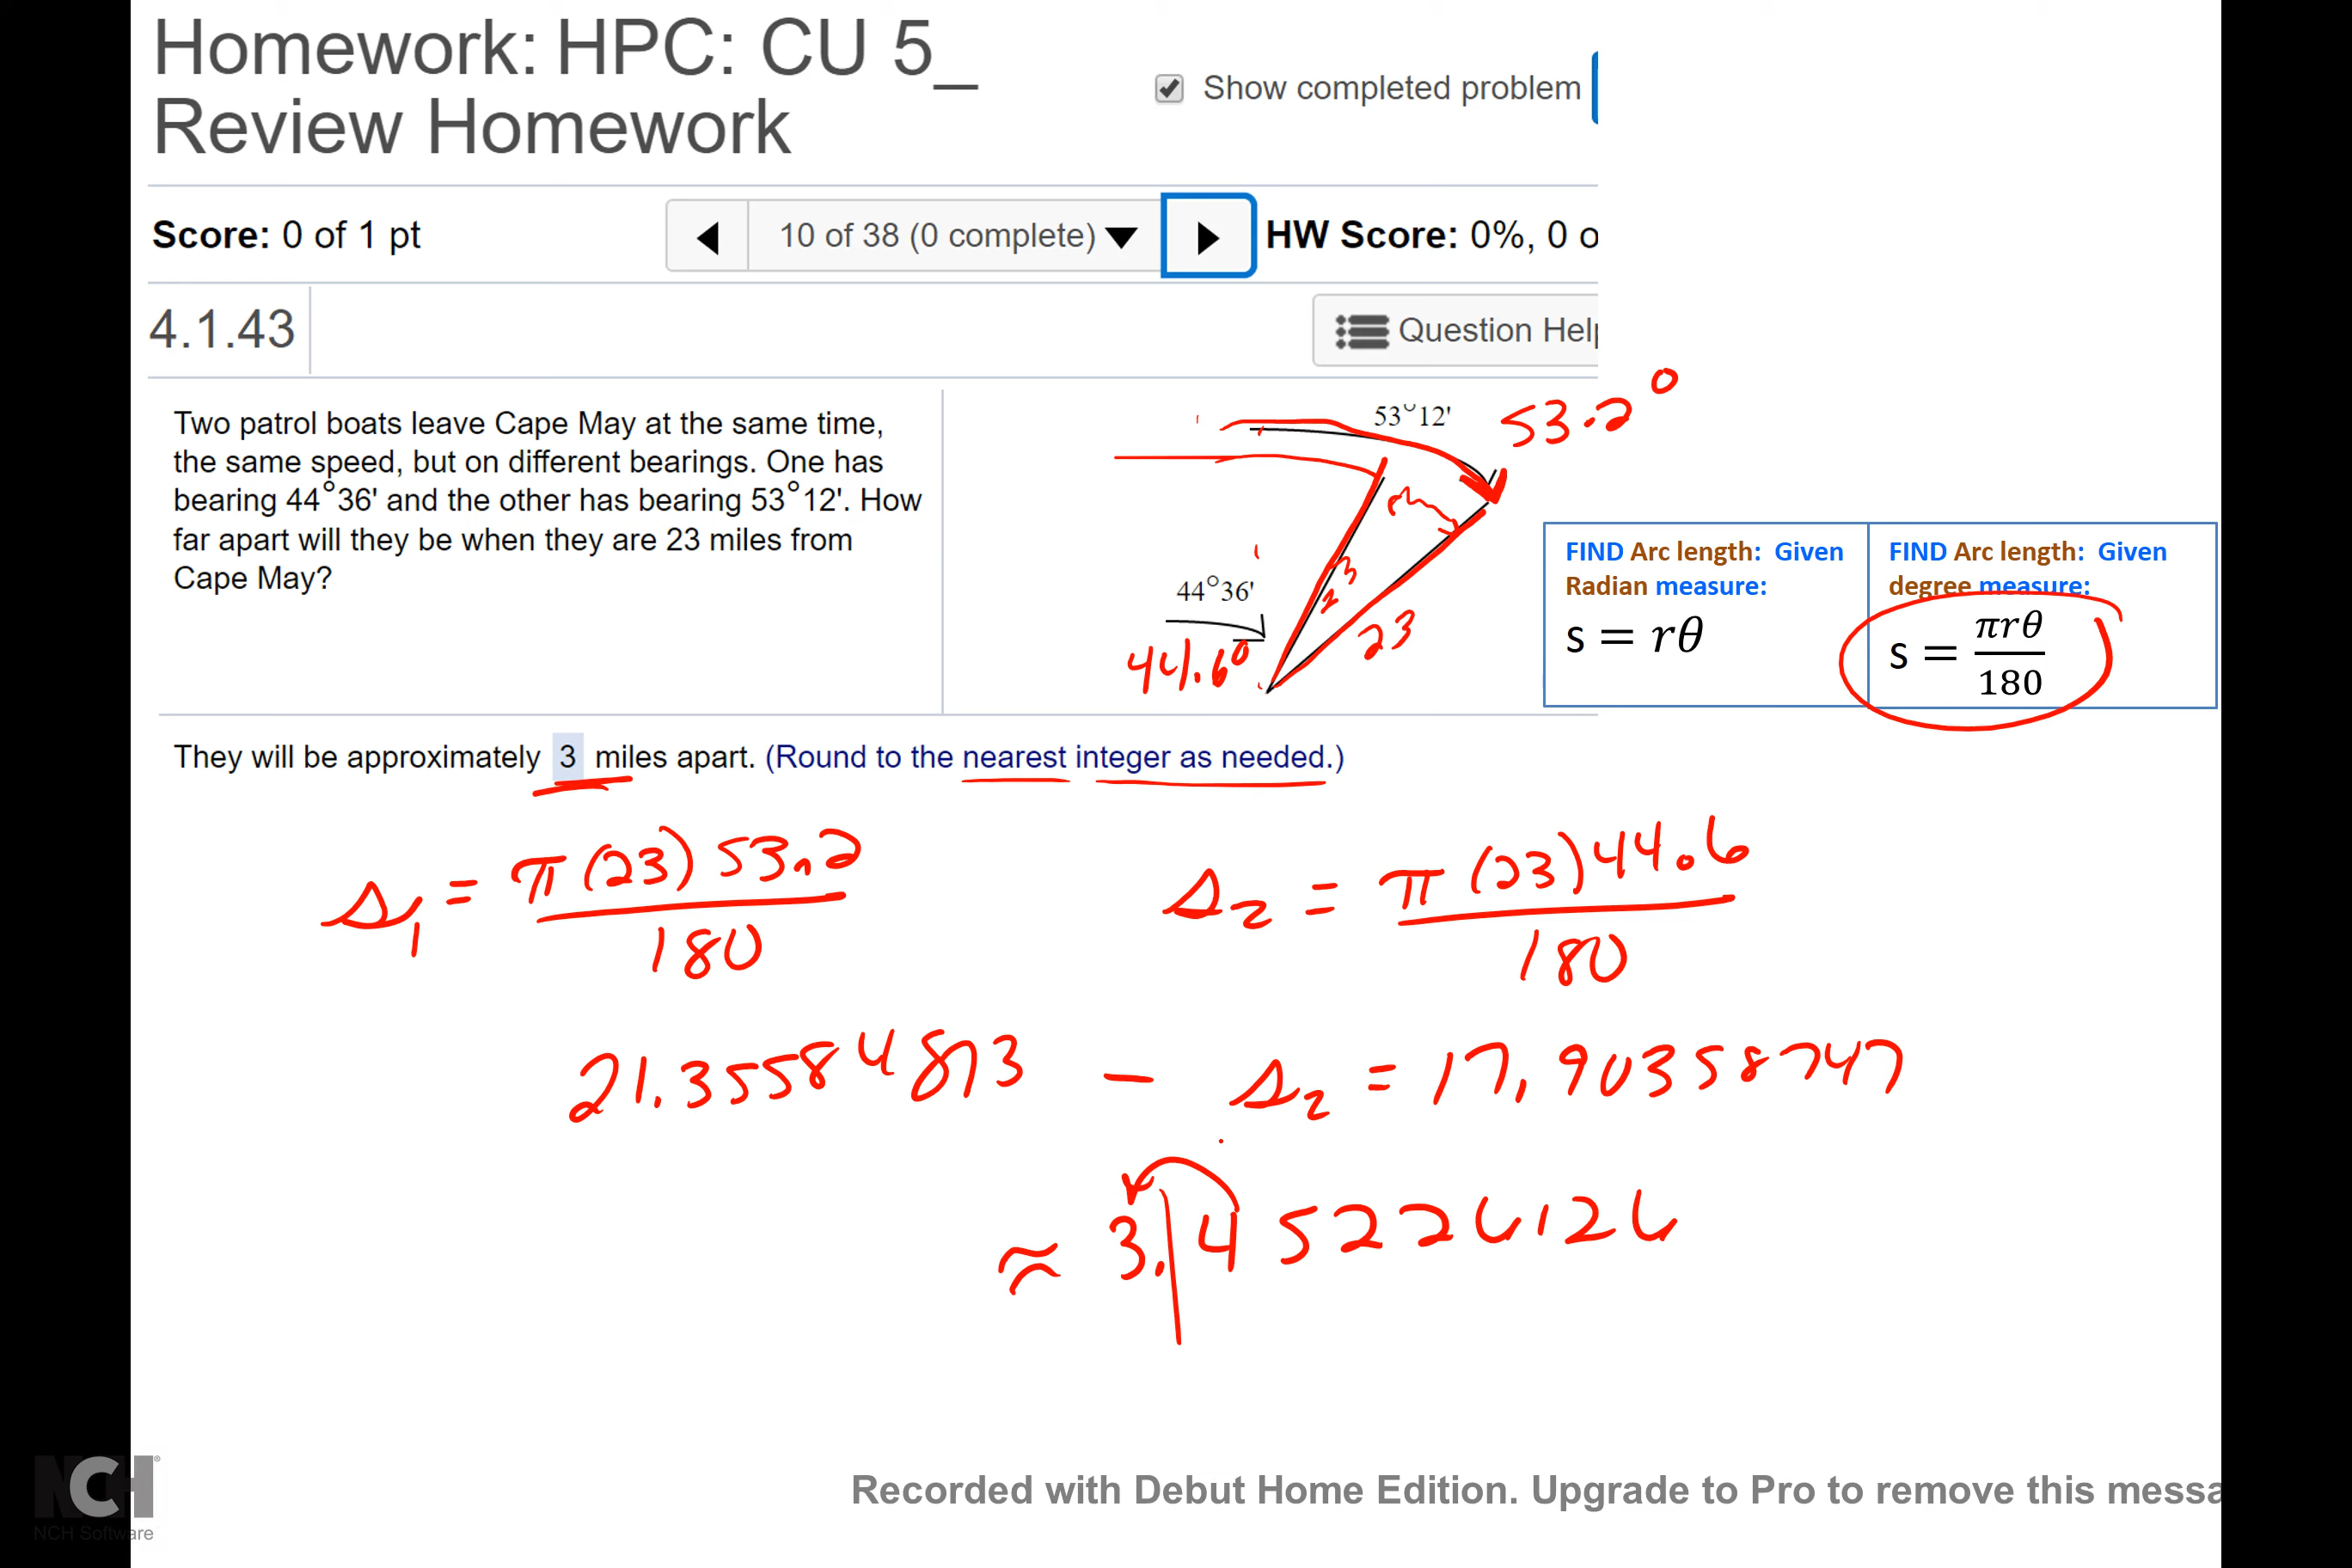 Homework: HPC: CU 5_
Review Homework
Show completed problem
Score: 0 of 1 pt
10 of 38 (0 complete)
HW Score: 0%, 0 o
4.1.43
Question Help
Two patrol boats leave Cape May at the same time,
the same speed, but on different bearings. One has
bearing 44°36' and the other has bearing 53°12'. How
far apart will they be when they are 23 miles from
Cape May?
53°12'
53.2°
44°36'
44.6°
23
23
FIND Arc length: Given
Radian measure:
s = rθ
FIND Arc length: Given
degree measure:
s = πrθ
180
They will be approximately 3 miles apart. (Round to the nearest integer as needed.)
s₁ = π(23)53.2
180
s₂ = π(23)44.6
180
21.35584873 − s₂ = 17.90358747
≈ 3.45226126
NCH®
NCH Software
Recorded with Debut Home Edition. Upgrade to Pro to remove this messa